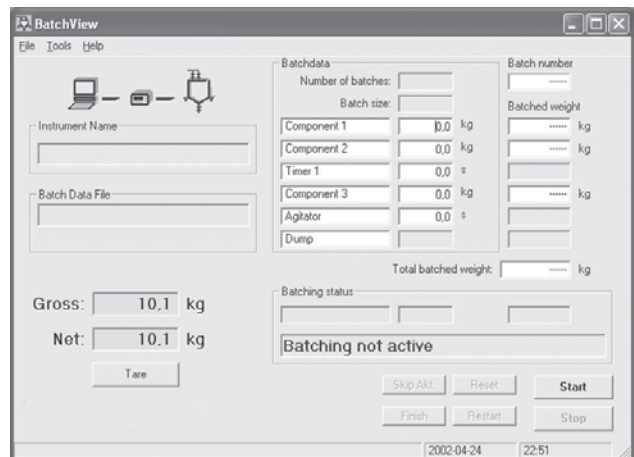 BatchView
File Tools Help
Batchdata
Number of batches:
Batch size:
Component 1 0,0 kg
Component 2 0,0 kg
Timer 1 0,0 s
Component 3 0,0 kg
Agitator 0,0 s
Dump
Batch number
------
Batched weight
------ kg
------ kg
------ kg
Total batched weight: ------ kg
Instrument Name
Batch Data File
Gross: 10,1 kg
Net: 10,1 kg
Tare
Batching status
Batching not active
Skip Akt. Reset Start
Finish Restart Stop
2002-04-24 22:51